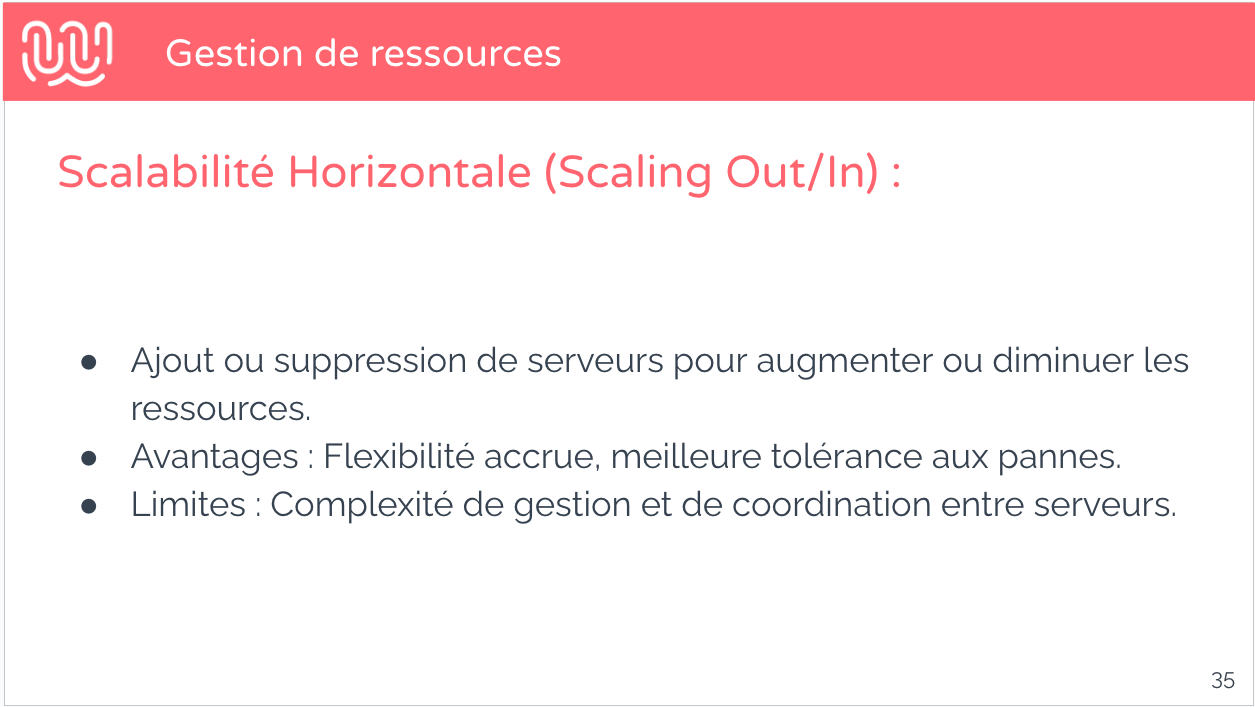 Gestion de ressources
Scalabilité Horizontale (Scaling Out/In) :
● Ajout ou suppression de serveurs pour augmenter ou diminuer les
ressources.
● Avantages : Flexibilité accrue, meilleure tolérance aux pannes.
● Limites : Complexité de gestion et de coordination entre serveurs.
35